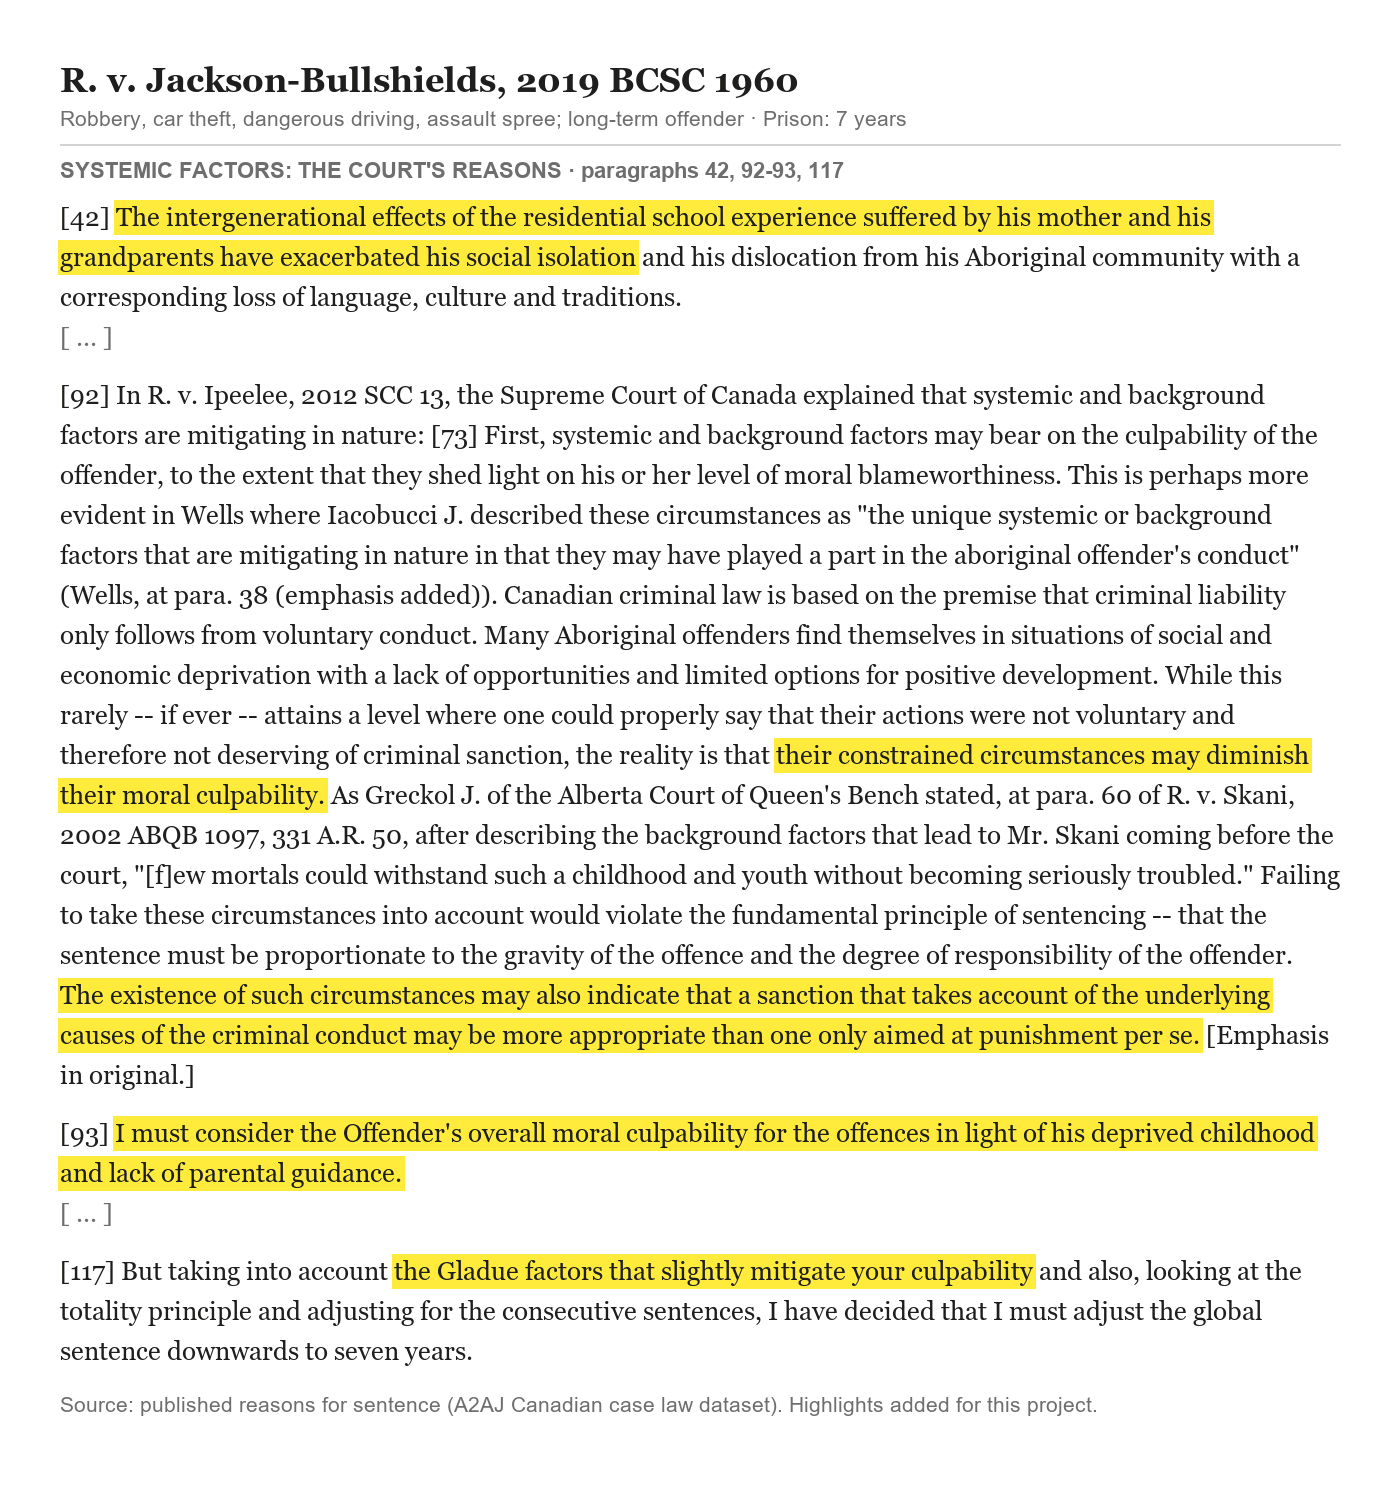 R. v. Jackson-Bullshields, 2019 BCSC 1960
Robbery, car theft, dangerous driving, assault spree; long-term offender · Prison: 7 years
SYSTEMIC FACTORS: THE COURT'S REASONS · paragraphs 42, 92-93, 117
[42] The intergenerational effects of the residential school experience suffered by his mother and his
grandparents have exacerbated his social isolation and his dislocation from his Aboriginal community with a
corresponding loss of language, culture and traditions.
[ ... ]
[92] In R. v. Ipeelee, 2012 SCC 13, the Supreme Court of Canada explained that systemic and background
factors are mitigating in nature: [73] First, systemic and background factors may bear on the culpability of the
offender, to the extent that they shed light on his or her level of moral blameworthiness. This is perhaps more
evident in Wells where Iacobucci J. described these circumstances as "the unique systemic or background
factors that are mitigating in nature in that they may have played a part in the aboriginal offender's conduct"
(Wells, at para. 38 (emphasis added)). Canadian criminal law is based on the premise that criminal liability
only follows from voluntary conduct. Many Aboriginal offenders find themselves in situations of social and
economic deprivation with a lack of opportunities and limited options for positive development. While this
rarely -- if ever -- attains a level where one could properly say that their actions were not voluntary and
therefore not deserving of criminal sanction, the reality is that their constrained circumstances may diminish
their moral culpability. As Greckol J. of the Alberta Court of Queen's Bench stated, at para. 60 of R. v. Skani,
2002 ABQB 1097, 331 A.R. 50, after describing the background factors that lead to Mr. Skani coming before the
court, "[f]ew mortals could withstand such a childhood and youth without becoming seriously troubled." Failing
to take these circumstances into account would violate the fundamental principle of sentencing -- that the
sentence must be proportionate to the gravity of the offence and the degree of responsibility of the offender.
The existence of such circumstances may also indicate that a sanction that takes account of the underlying
causes of the criminal conduct may be more appropriate than one only aimed at punishment per se. [Emphasis
in original.]
[93] I must consider the Offender's overall moral culpability for the offences in light of his deprived childhood
and lack of parental guidance.
[ ... ]
[117] But taking into account the Gladue factors that slightly mitigate your culpability and also, looking at the
totality principle and adjusting for the consecutive sentences, I have decided that I must adjust the global
sentence downwards to seven years.
Source: published reasons for sentence (A2AJ Canadian case law dataset). Highlights added for this project.